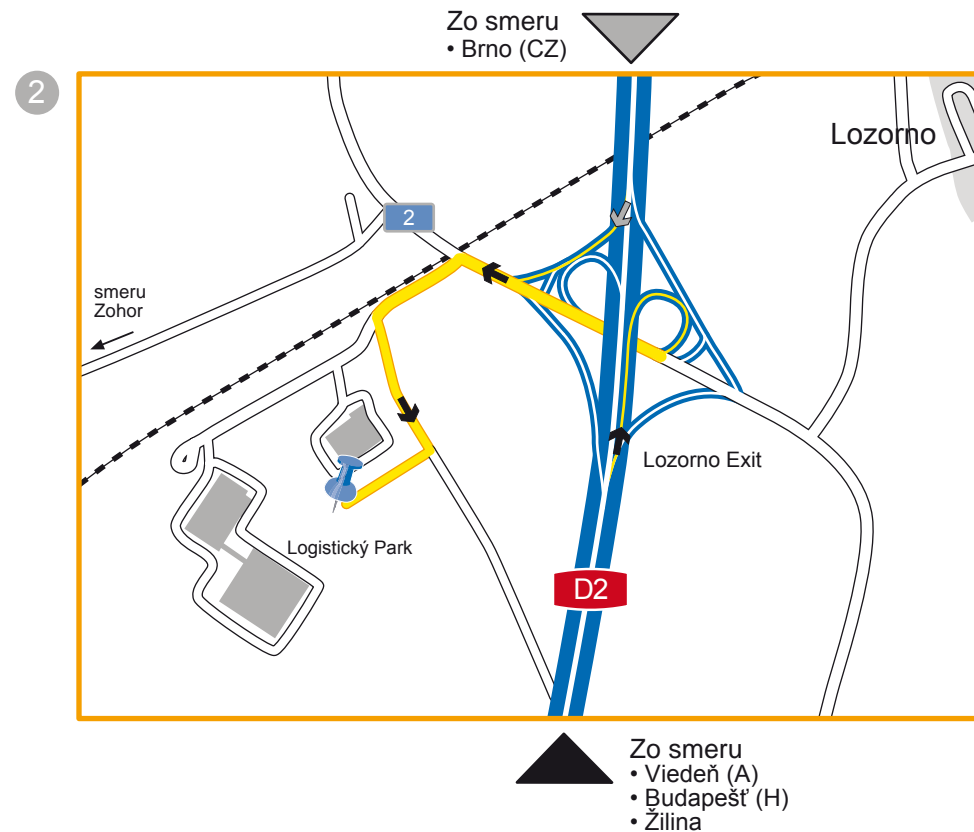 Zo smeru
• Brno (CZ)
2
Lozorno
2
smeru
Zohor
Lozorno Exit
Logistický Park
D2
Zo smeru
• Viedeň (A)
• Budapešť (H)
• Žilina